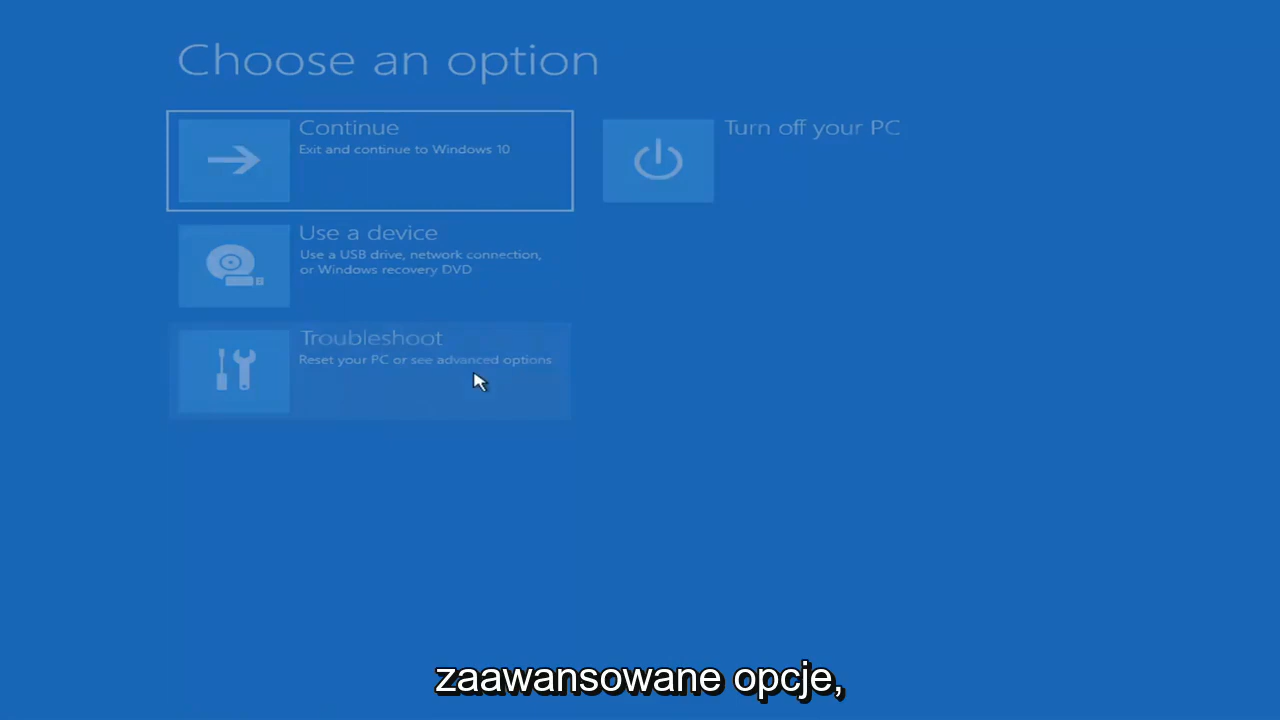 Choose an option
Continue
Exit and continue to Windows 10
Turn off your PC
Use a device
Use a USB drive, network connection,
or Windows recovery DVD
Troubleshoot
Reset your PC or see advanced options
zaawansowane opcje,